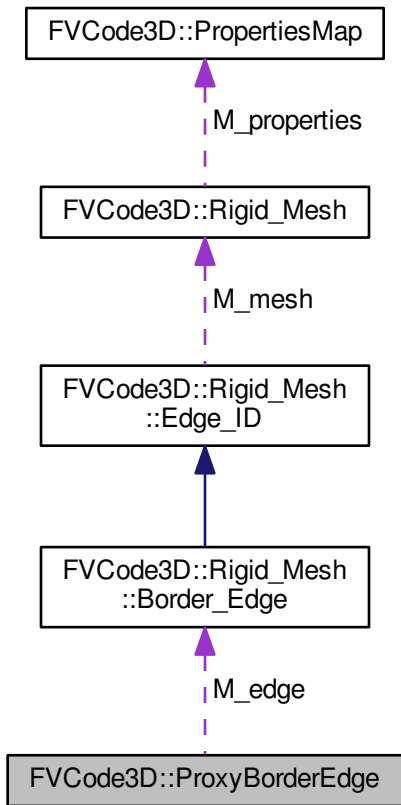 FVCode3D::PropertiesMap
M_properties
FVCode3D::Rigid_Mesh
M_mesh
FVCode3D::Rigid_Mesh
::Edge_ID
FVCode3D::Rigid_Mesh
::Border_Edge
M_edge
FVCode3D::ProxyBorderEdge